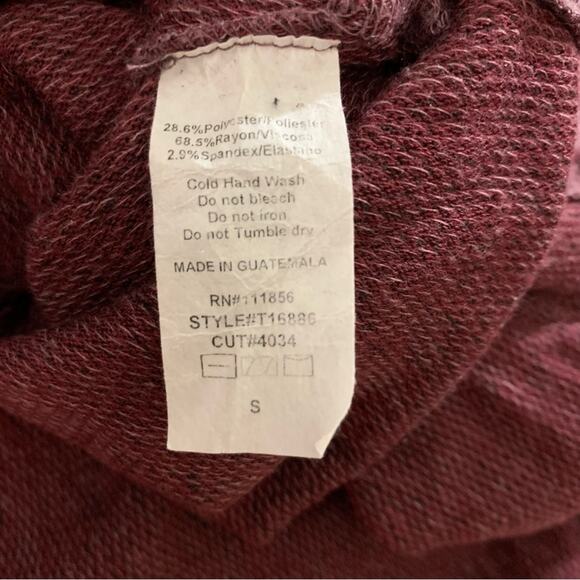 28.6%Polyester/Poliester
68.5%Rayon/Viscosa
2.9%Spandex/Elastano
Cold Hand Wash
Do not bleach
Do not iron
Do not Tumble dry
MADE IN GUATEMALA
RN#111856
STYLE#T16886
CUT#4034
S